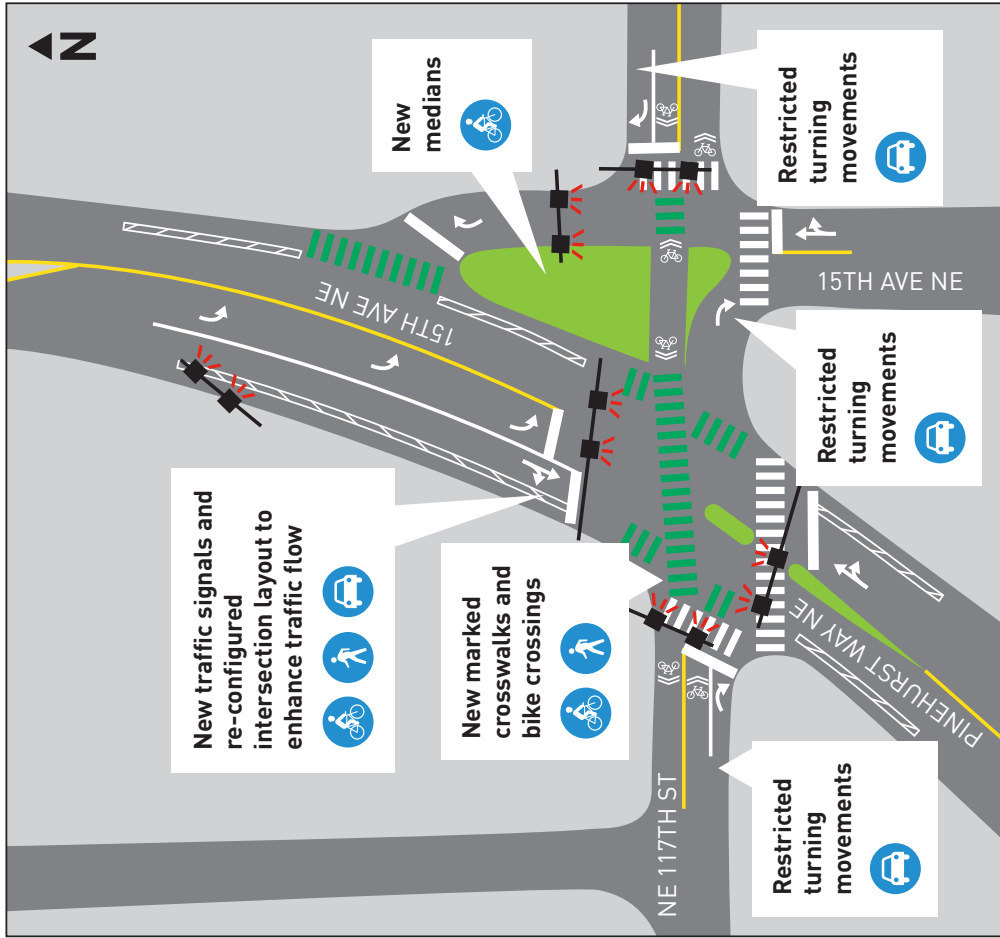 N
New
medians
Restricted
turning
movements
15TH AVE NE
15TH AVE NE
Restricted
turning
movements
New traffic signals and
re-configured
intersection layout to
enhance traffic flow
New marked
crosswalks and
bike crossings
PINEHURST WAY NE
NE 117TH ST
Restricted
turning
movements